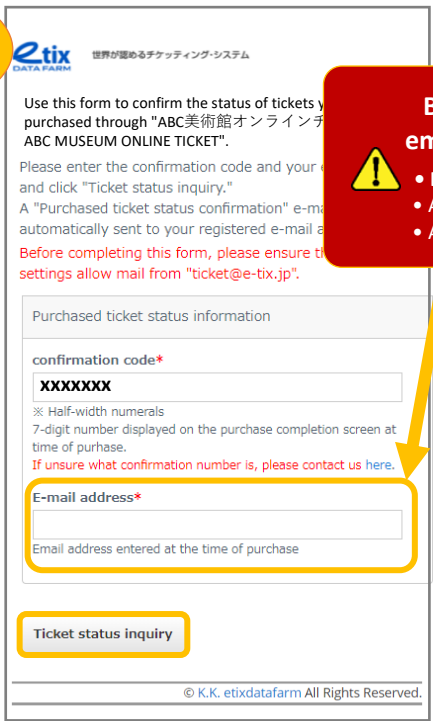 etix
DATA FARM
世界が認めるチケッティング・システム
Use this form to confirm the status of tickets
purchased through "ABC美術館オンラインチ
ABC MUSEUM ONLINE TICKET".
Please enter the confirmation code and your
and click "Ticket status inquiry."
A "Purchased ticket status confirmation"
automatically sent to your registered e-mail
Before completing this form, please ensure
settings allow mail from "ticket@e-tix.jp".
Purchased ticket status information
confirmation code*
XXXXXXX
※ Half-width numerals
7-digit number displayed on the purchase completion screen at
time of purhase.
If unsure what confirmation number is, please contact us here.
E-mail address*
Email address entered at the time of purchase
Ticket status inquiry
© K.K. etixdatafarm All Rights Reserved.